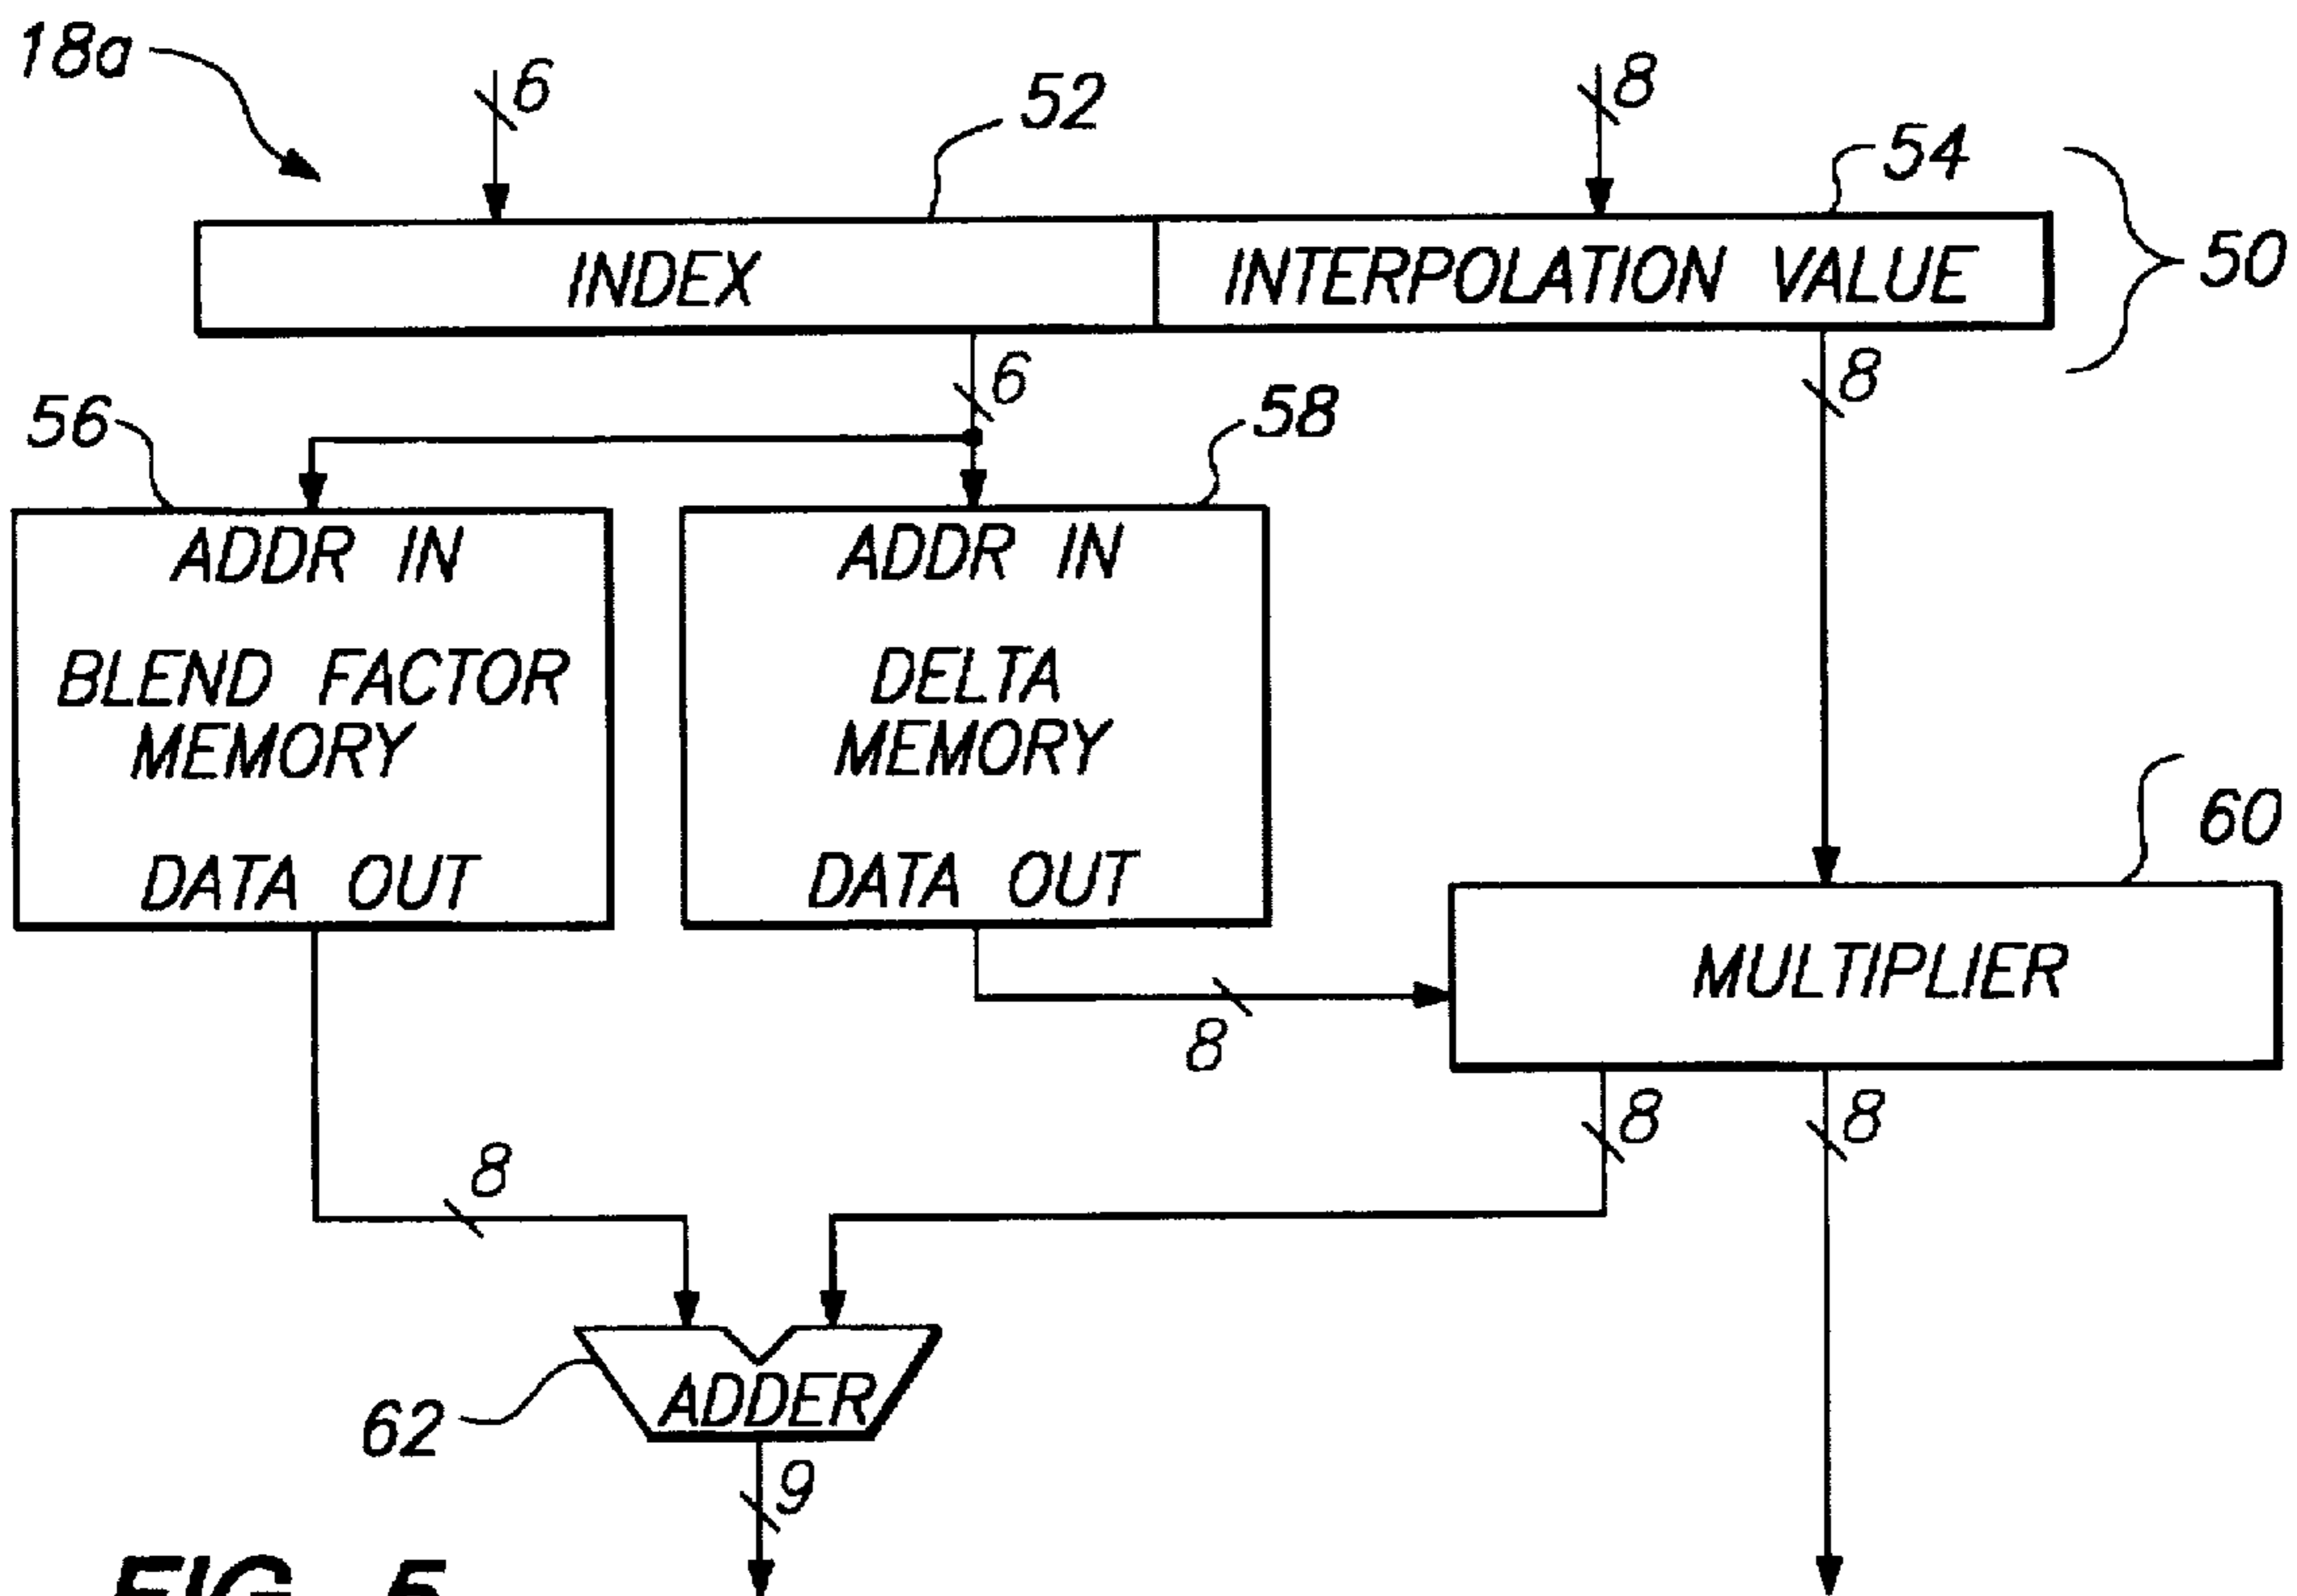 18a
6
52
8
54
50
INDEX
INTERPOLATION VALUE
6
8
56
58
ADDR IN
BLEND FACTOR
MEMORY
DATA OUT
ADDR IN
DELTA
MEMORY
DATA OUT
60
MULTIPLIER
8
8
8
8
ADDER
62
9
FIG. 5